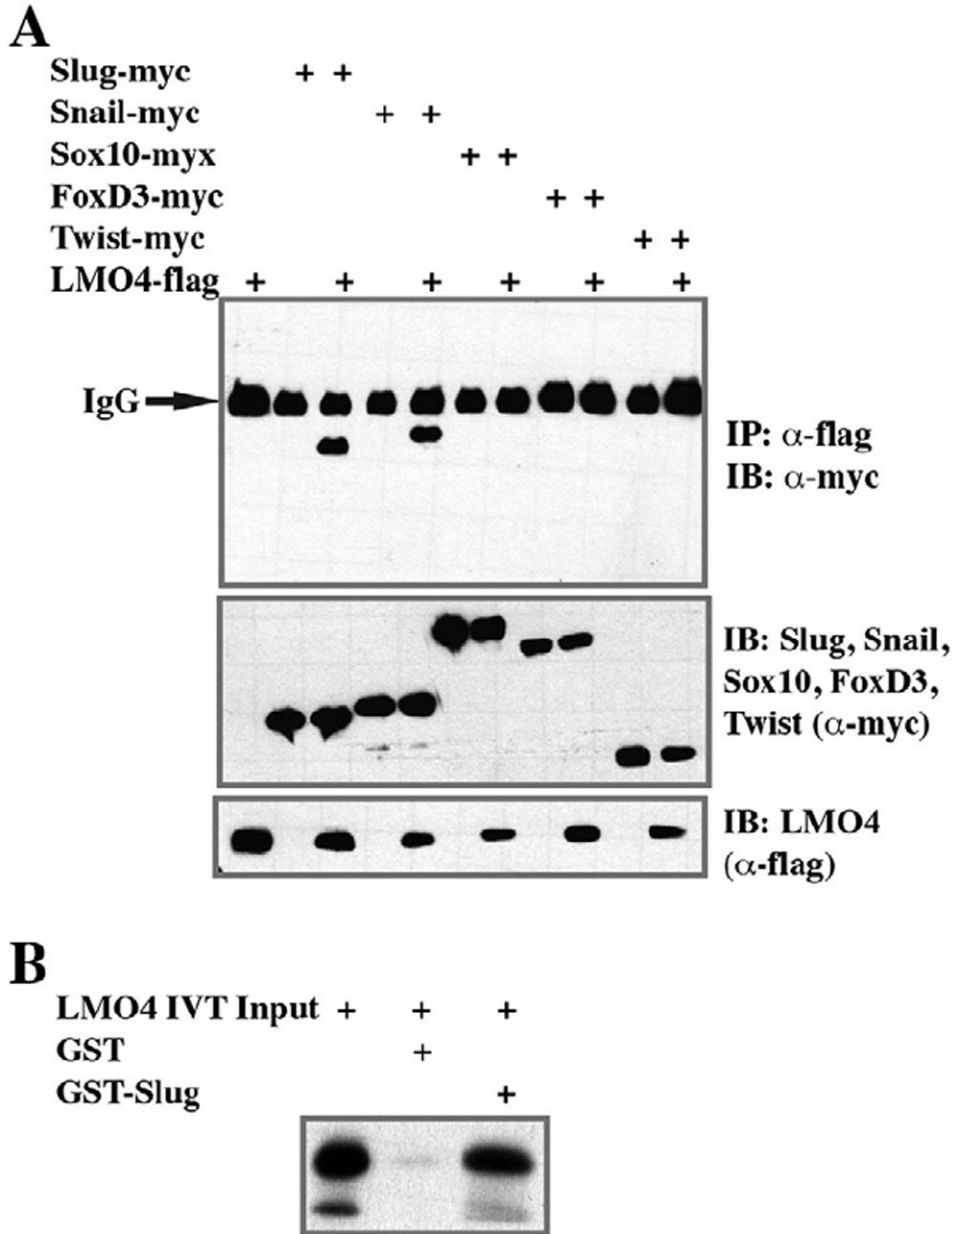 A
Slug-myc + +
Snail-myc + +
Sox10-myx + +
FoxD3-myc + +
Twist-myc + +
LMO4-flag + + + + + +
IgG
IP: α-flag
IB: α-myc
IB: Slug, Snail,
Sox10, FoxD3,
Twist (α-myc)
IB: LMO4
(α-flag)
B
LMO4 IVT Input + + +
GST +
GST-Slug +